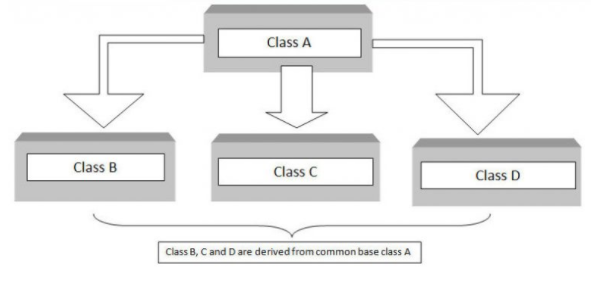 Class A
Class B
Class C
Class D
Class B, C and D are derived from common base class A